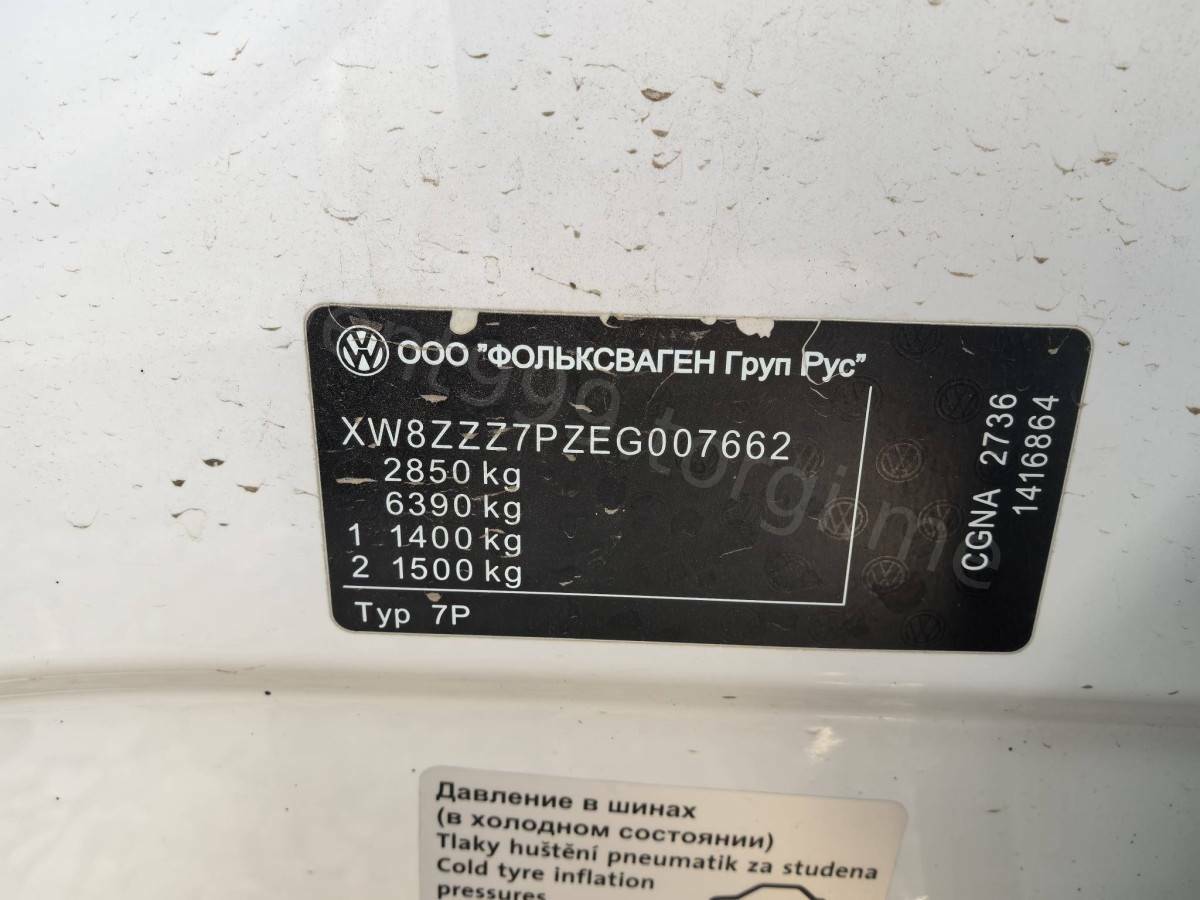 ООО "ФОЛЬКСВАГЕН Груп Рус"
XW8ZZZ7PZEG007662
2850 kg
6390 kg
1 1400 kg
2 1500 kg
Typ 7P
CGNA 2736
1416864
Давление в шинах
(в холодном состоянии)
Tlaky huštění pneumatik za studena
Cold tyre inflation
pressures